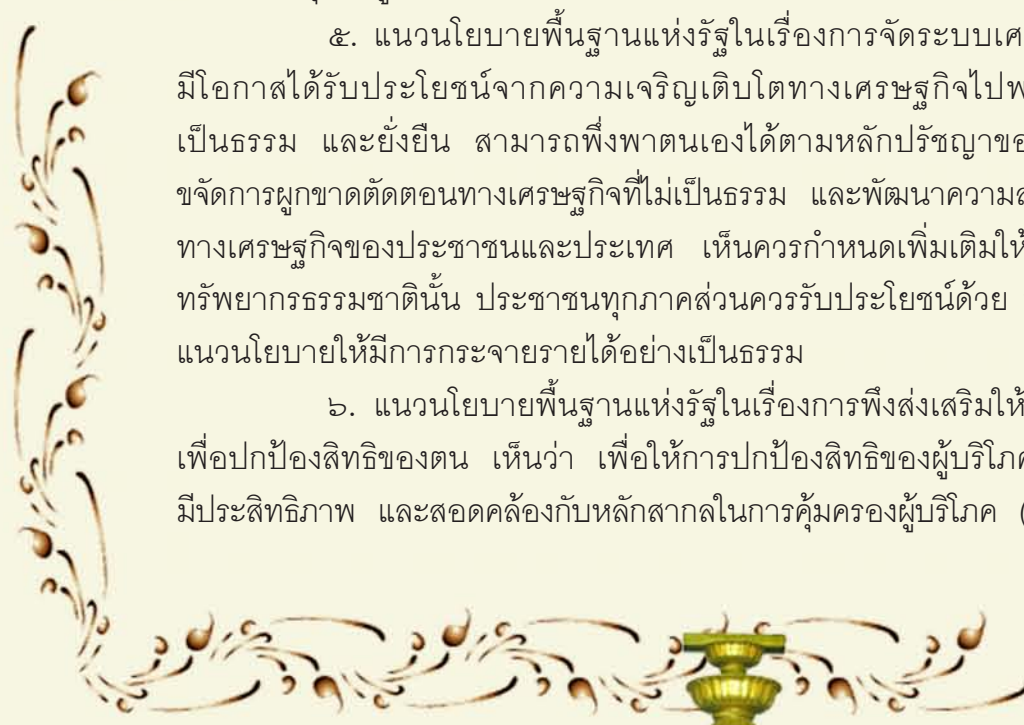 ๕. แนวนโยบายพื้นฐานแห่งรัฐในเรื่องการจัดระบบเศ
มีโอกาสได้รับประโยชน์จากความเจริญเติบโตทางเศรษฐกิจไปพ
เป็นธรรม และยั่งยืน สามารถพึ่งพาตนเองได้ตามหลักปรัชญาขอ
ขจัดการผูกขาดตัดตอนทางเศรษฐกิจที่ไม่เป็นธรรม และพัฒนาความส
ทางเศรษฐกิจของประชาชนและประเทศ เห็นควรกำหนดเพิ่มเติมให้
ทรัพยากรธรรมชาตินั้น ประชาชนทุกภาคส่วนควรรับประโยชน์ด้วย
แนวนโยบายให้มีการกระจายรายได้อย่างเป็นธรรม
๖. แนวนโยบายพื้นฐานแห่งรัฐในเรื่องการพึงส่งเสริมให้
เพื่อปกป้องสิทธิของตน เห็นว่า เพื่อให้การปกป้องสิทธิของผู้บริโภค
มีประสิทธิภาพ และสอดคล้องกับหลักสากลในการคุ้มครองผู้บริโภค (